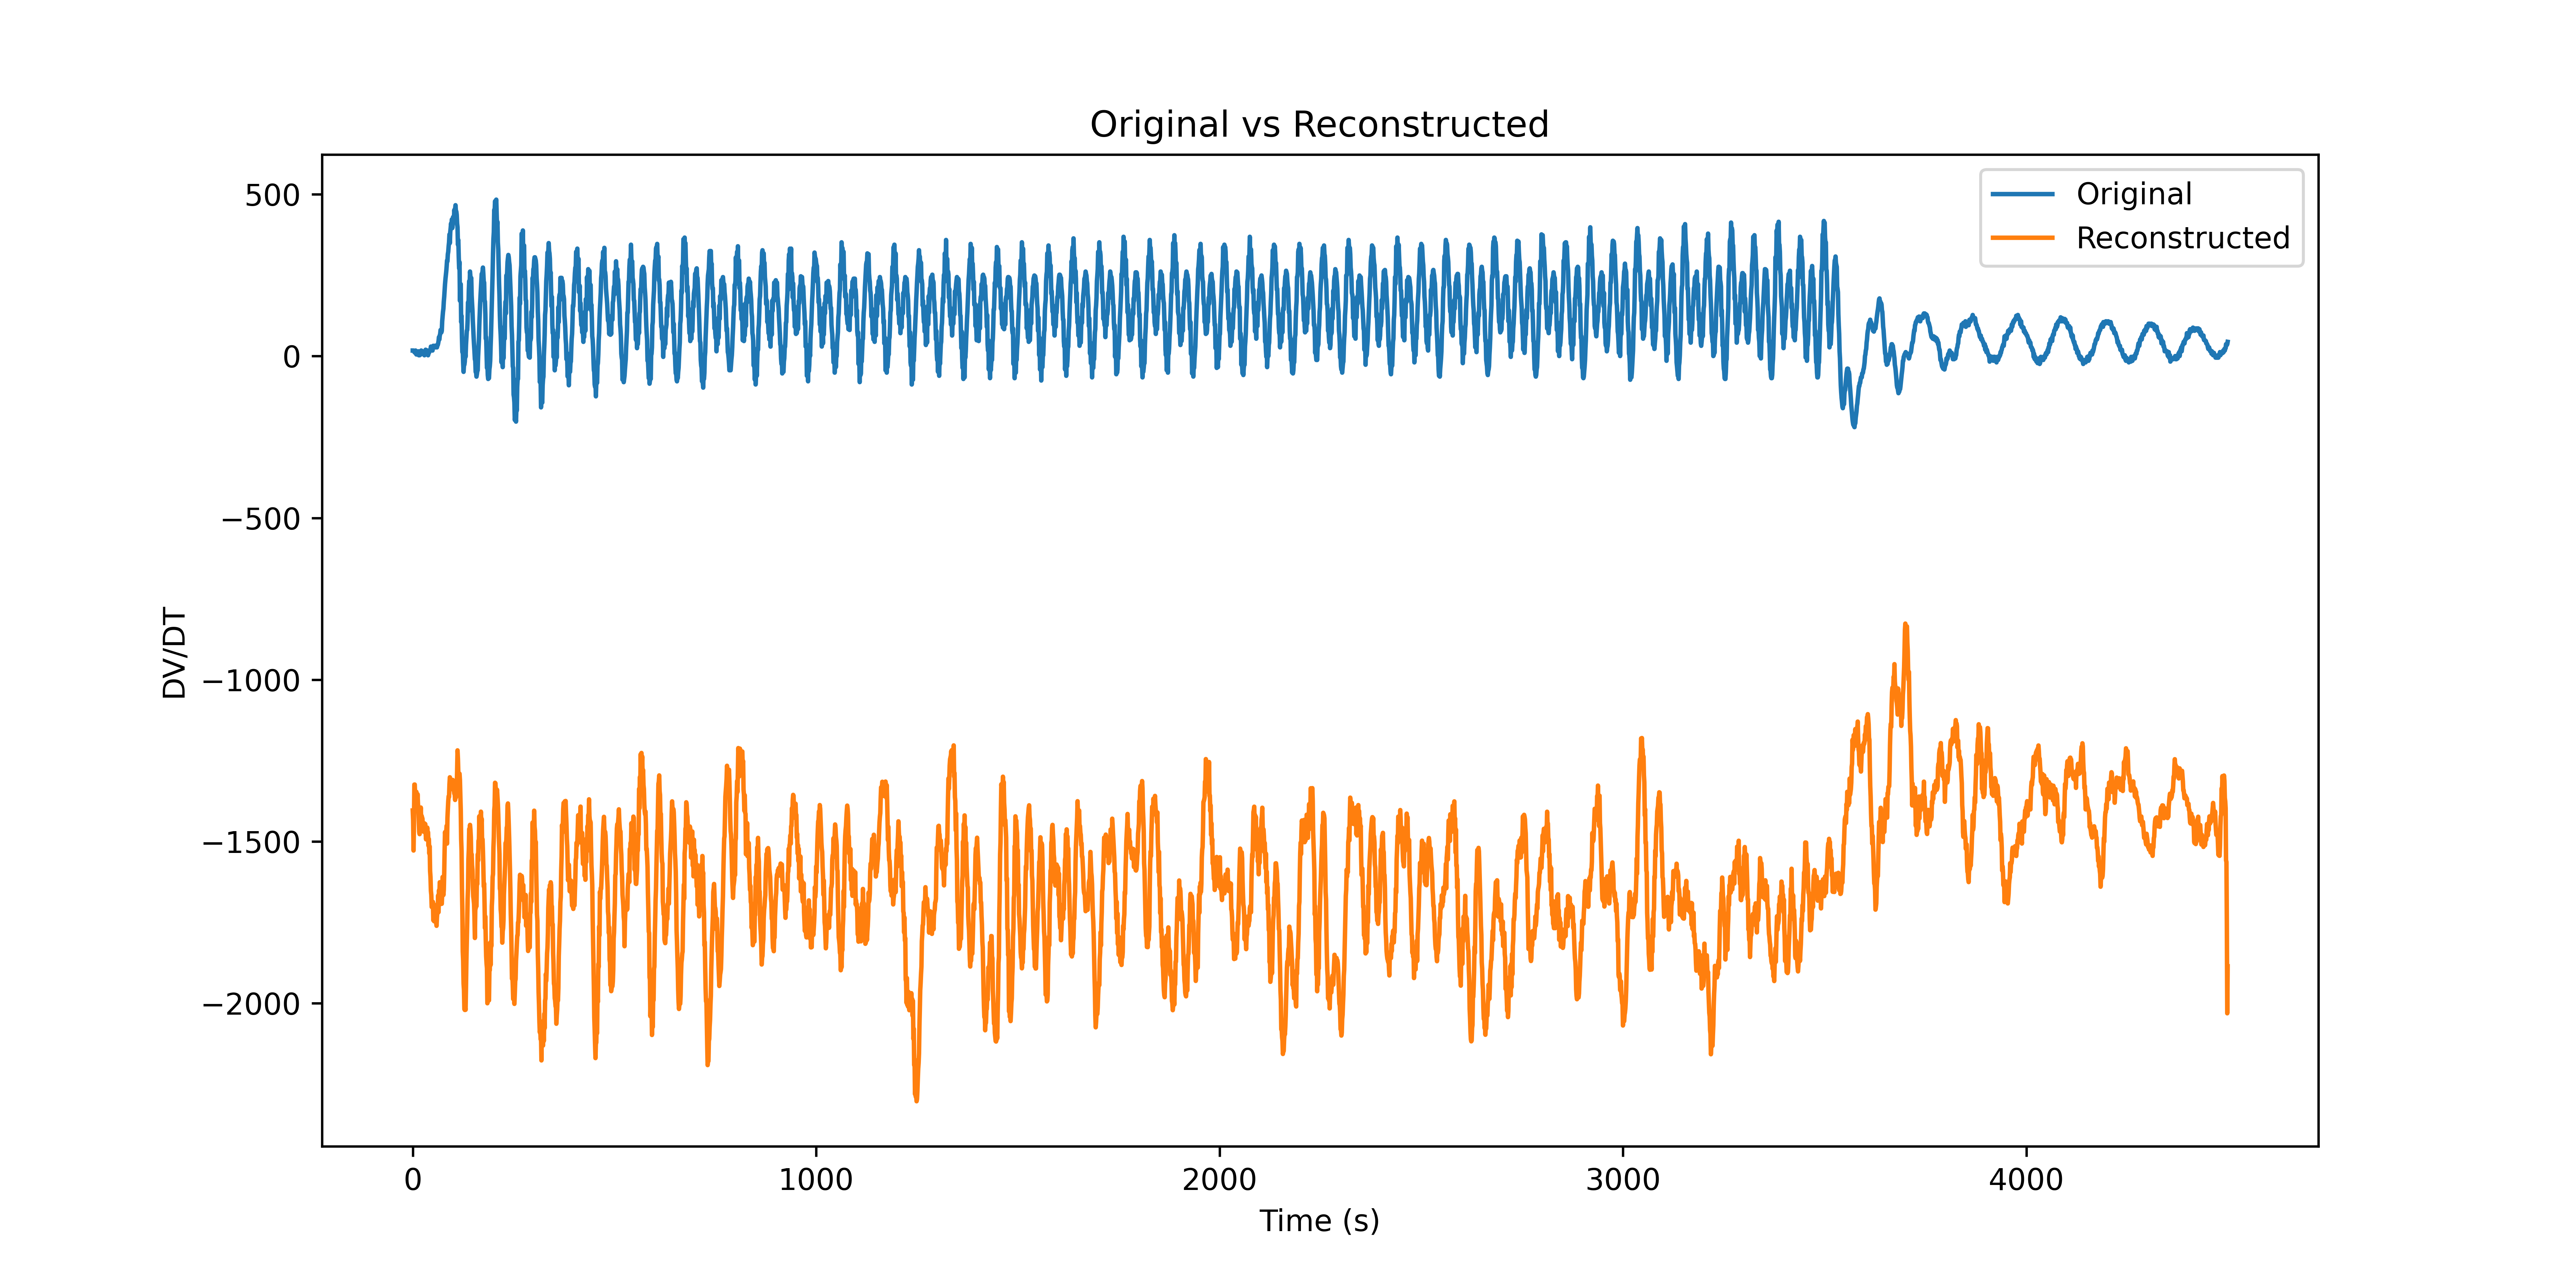 Original vs Reconstructed
Original
Reconstructed
500
0
−500
−1000
−1500
−2000
DV/DT
0 1000 2000 3000 4000
Time (s)